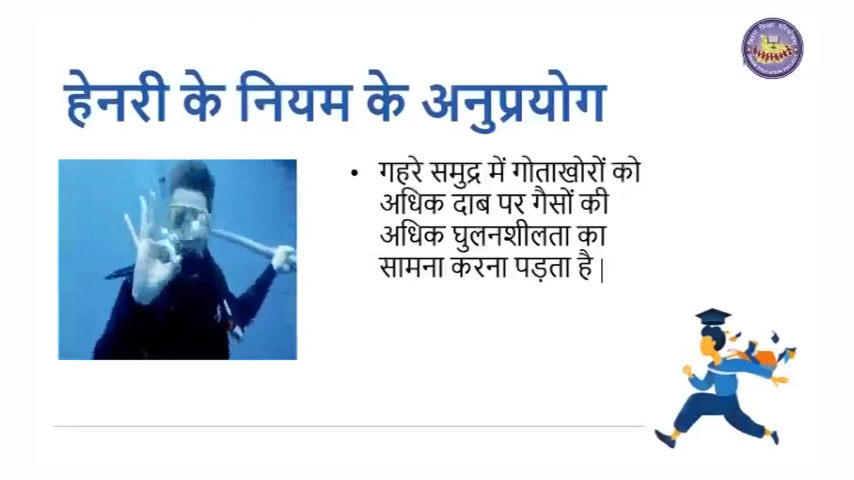 हेनरी के नियम के अनुप्रयोग
• गहरे समुद्र में गोताखोरों को
अधिक दाब पर गैसों की
अधिक घुलनशीलता का
सामना करना पड़ता है |